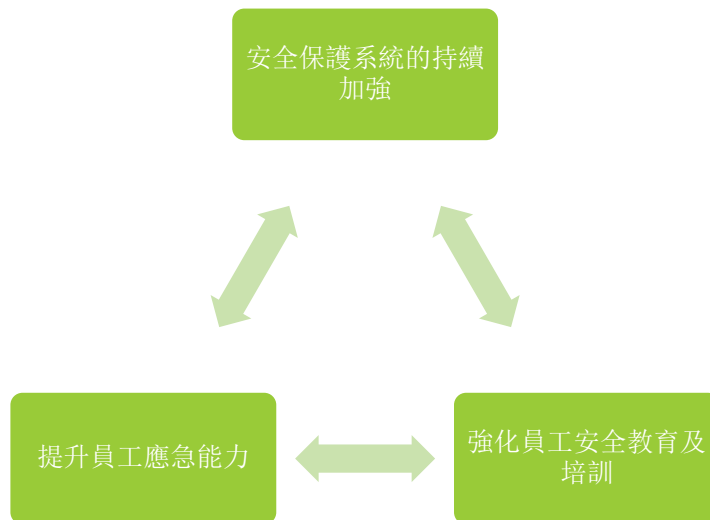 安全保護系統的持續
加強
提升員工應急能力
強化員工安全教育及
培訓